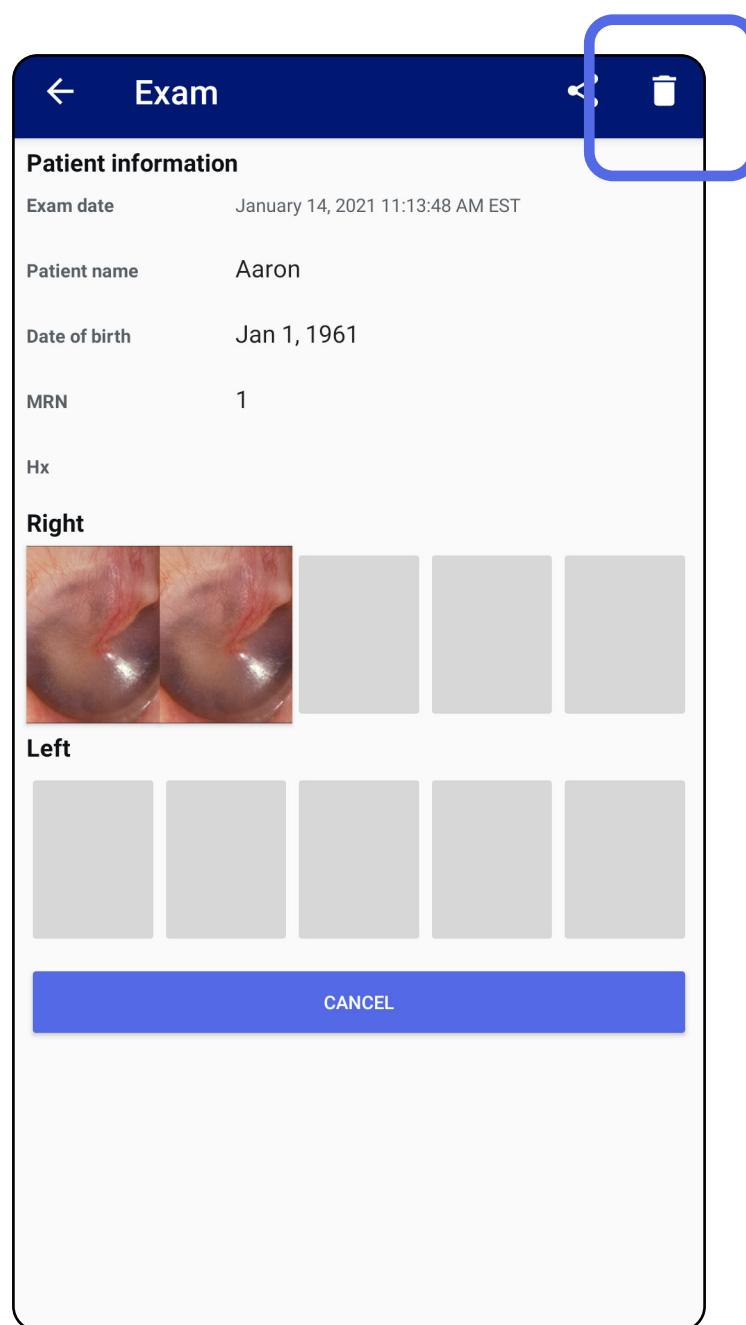 Exam
Patient information
Exam date January 14, 2021 11:13:48 AM EST
Patient name Aaron
Date of birth Jan 1, 1961
MRN 1
Hx
Right
Left
CANCEL